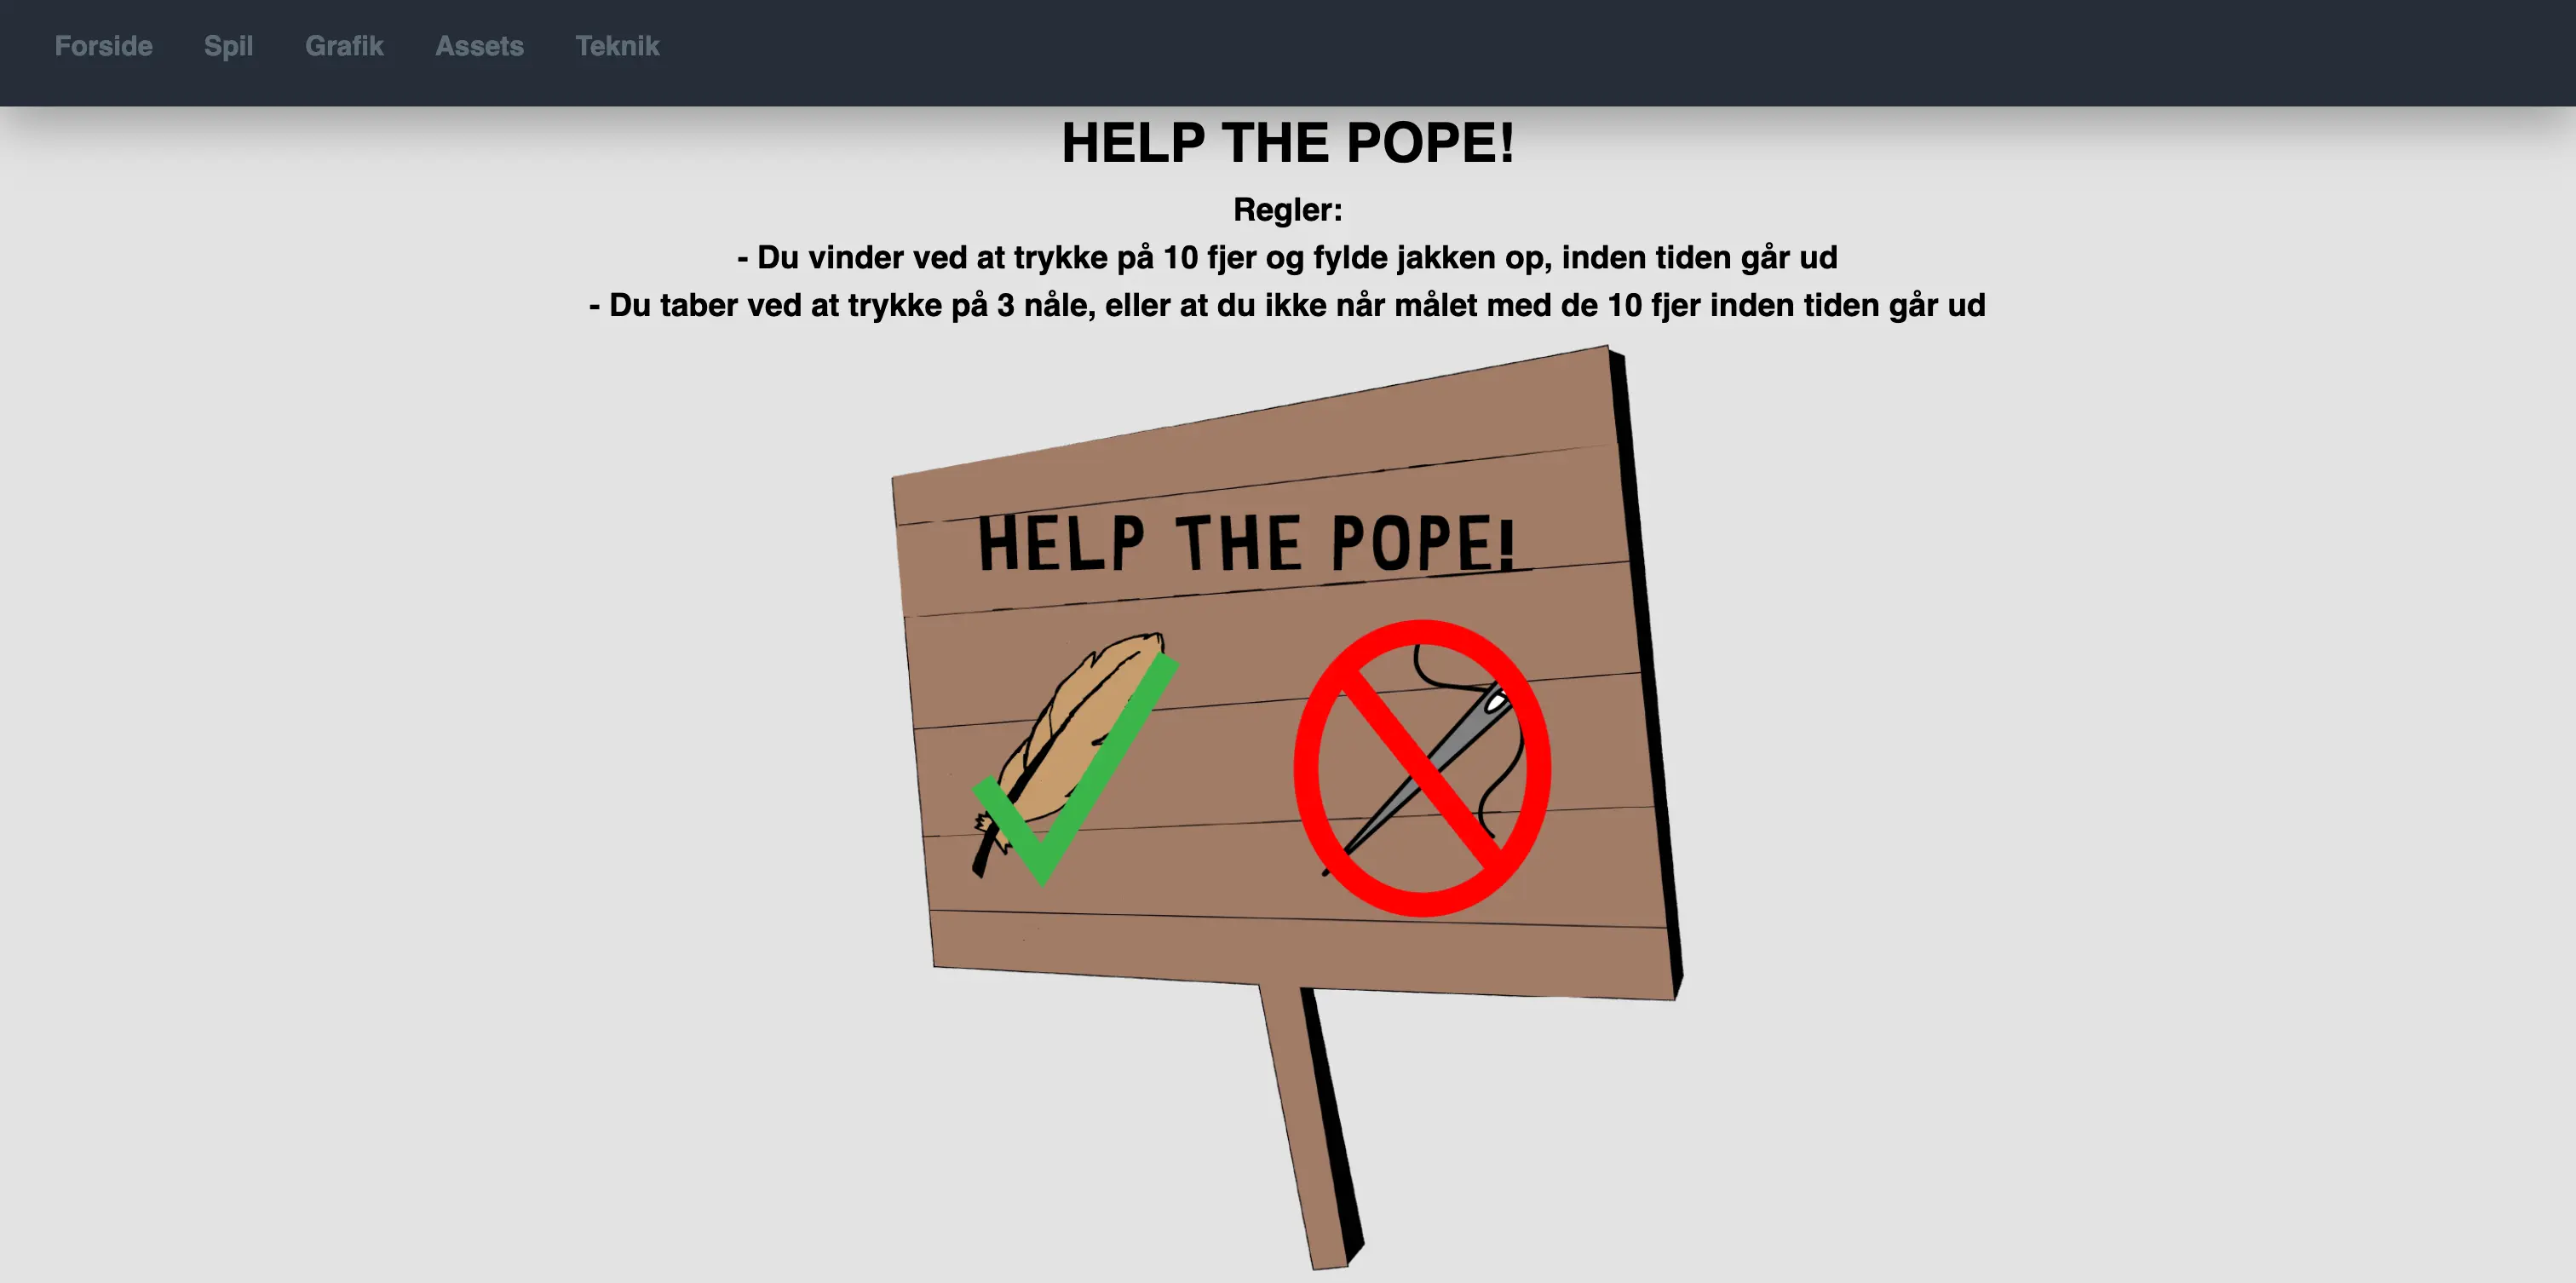 Forside Spil Grafik Assets Teknik
HELP THE POPE!
Regler:
- Du vinder ved at trykke på 10 fjer og fylde jakken op, inden tiden går ud
- Du taber ved at trykke på 3 nåle, eller at du ikke når målet med de 10 fjer inden tiden går ud
HELP THE POPE!